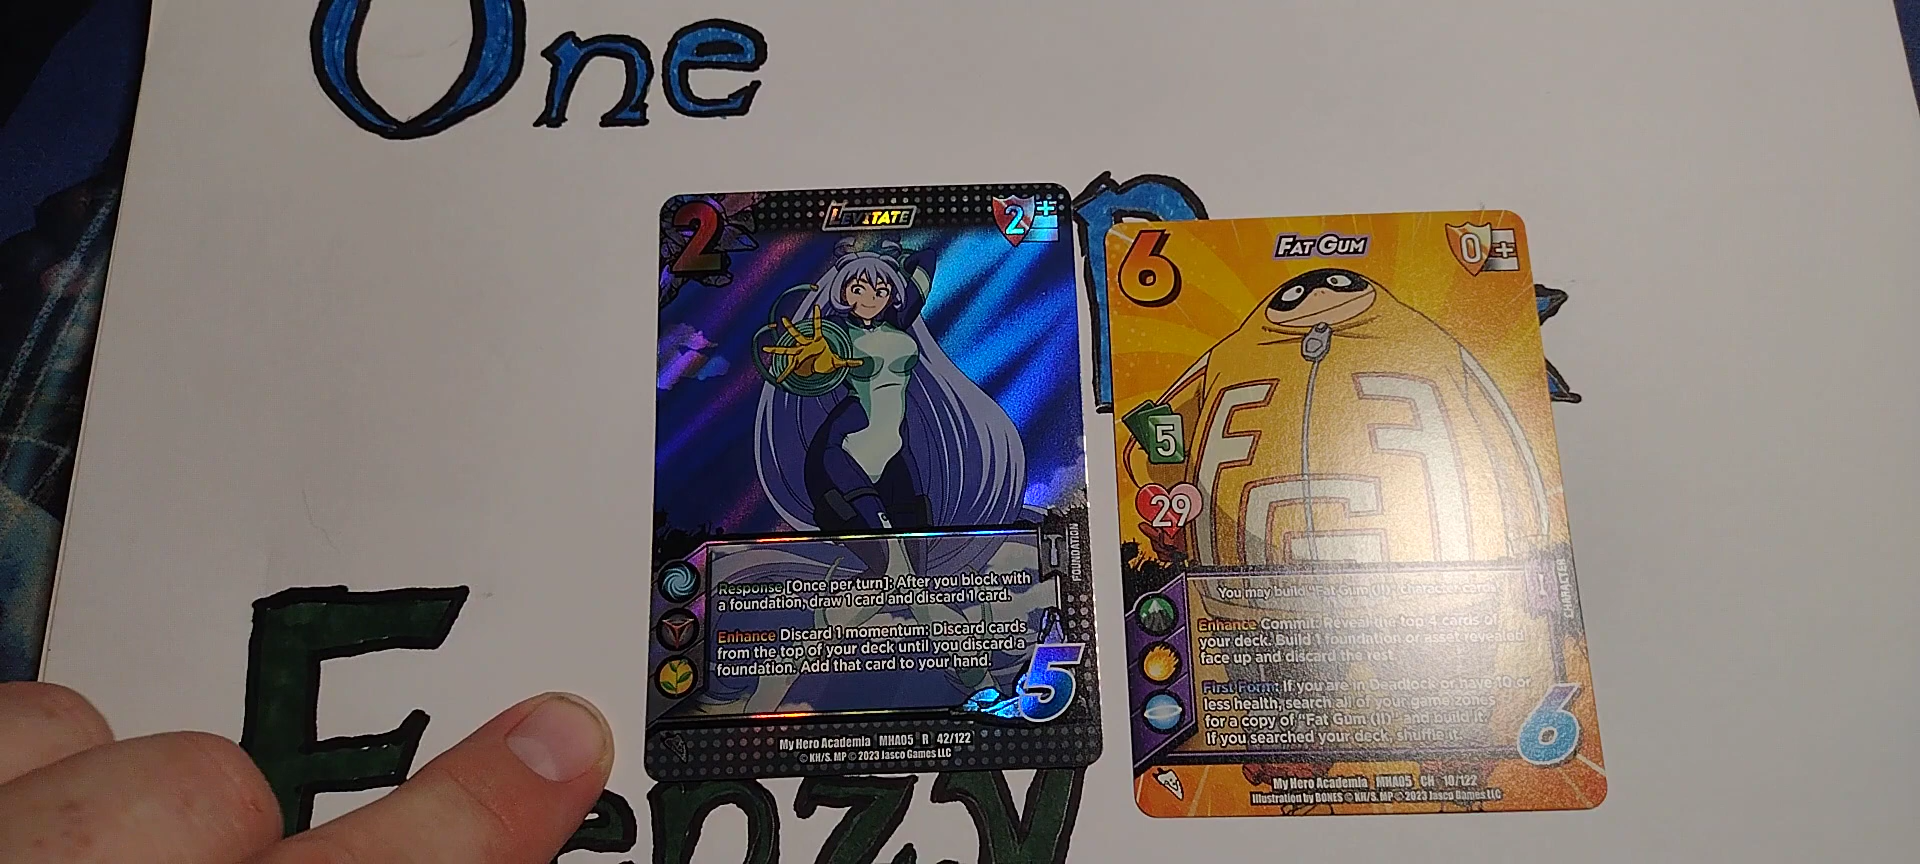 One
2
LEVITATE
2
+
Response [Once per turn]: After you block with
a foundation, draw 1 card and discard 1 card.
Enhance Discard 1 momentum: Discard cards
from the top of your deck until you discard a
foundation. Add that card to your hand.
FOUNDATION
5
My Hero Academia MHA05 R 42/122
© KH/S. MP © 2023 Jasco Games LLC
6
FAT GUM
0
+
5
29
You may build "Fat Gum (II)" character cards.
Enhance Commit: Reveal the top 4 cards of
your deck. Build 1 foundation or asset revealed
face up and discard the rest.
First Form: If you are in Deadlock or have 10 or
less health, search all of your game zones
for a copy of "Fat Gum (II)" and build it.
If you searched your deck, shuffle it.
CHARACTER
6
My Hero Academia MHA05 CH 10/122
Illustration by BONES © KH/S. MP © 2023 Jasco Games LLC